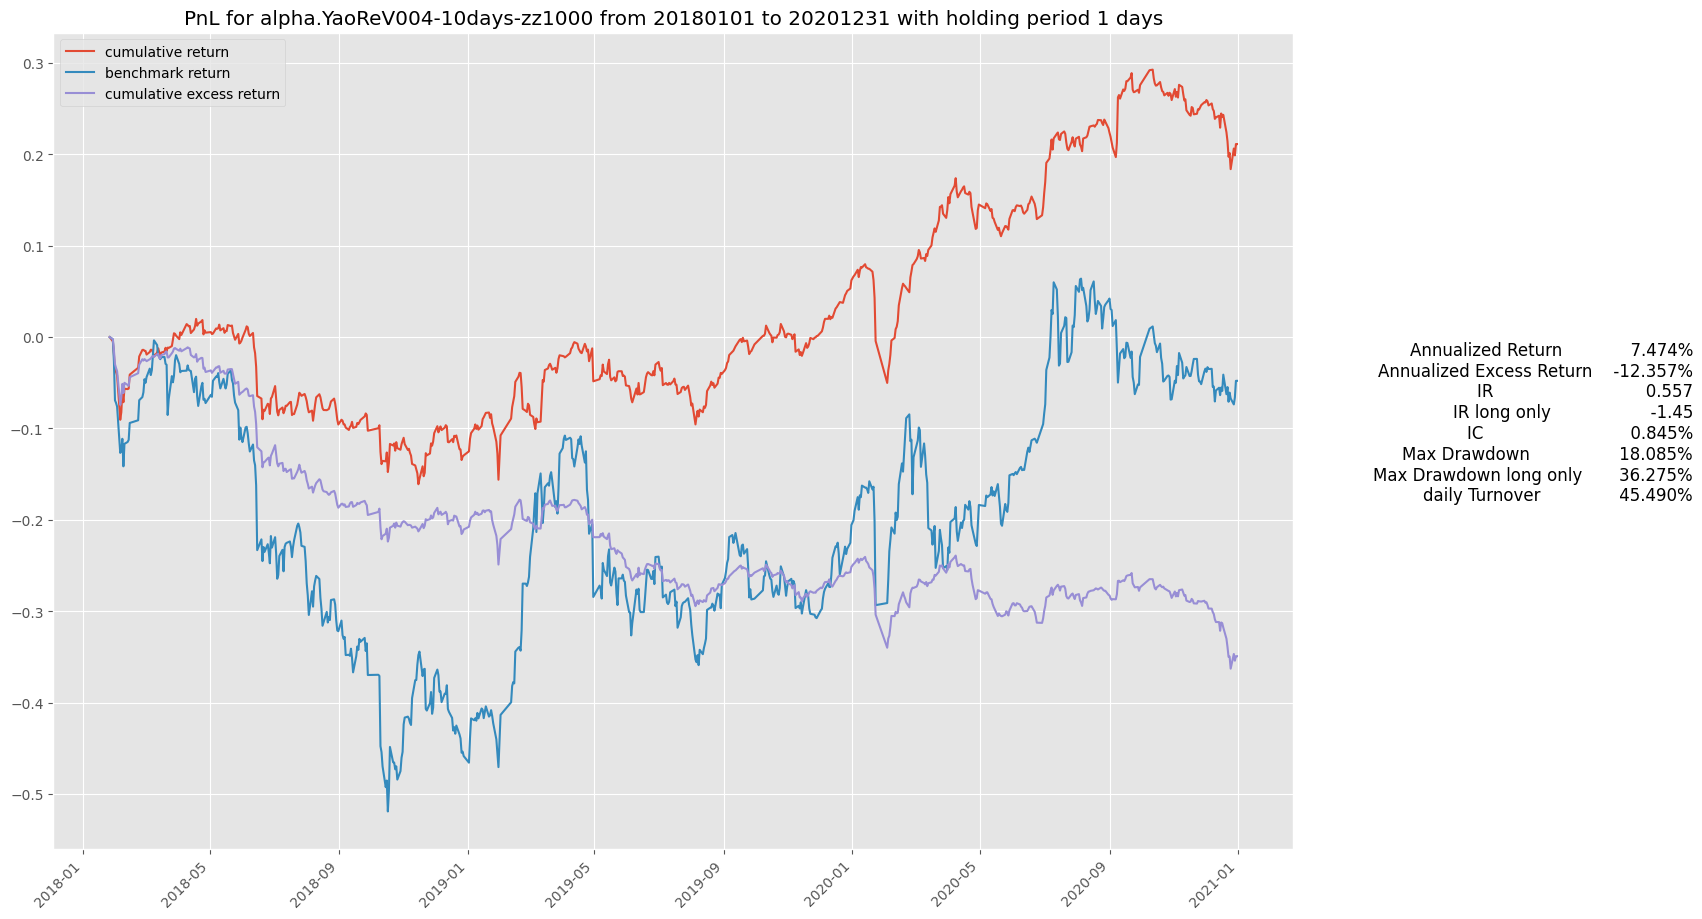 PnL for alpha.YaoReV004-10days-zz1000 from 20180101 to 20201231 with holding period 1 days
cumulative return
benchmark return
cumulative excess return
0.3
0.2
0.1
0.0
−0.1
−0.2
−0.3
−0.4
−0.5
2018-01
2018-05
2018-09
2019-01
2019-05
2019-09
2020-01
2020-05
2020-09
2021-01
Annualized Return 7.474%
Annualized Excess Return -12.357%
IR 0.557
IR long only -1.45
IC 0.845%
Max Drawdown 18.085%
Max Drawdown long only 36.275%
daily Turnover 45.490%